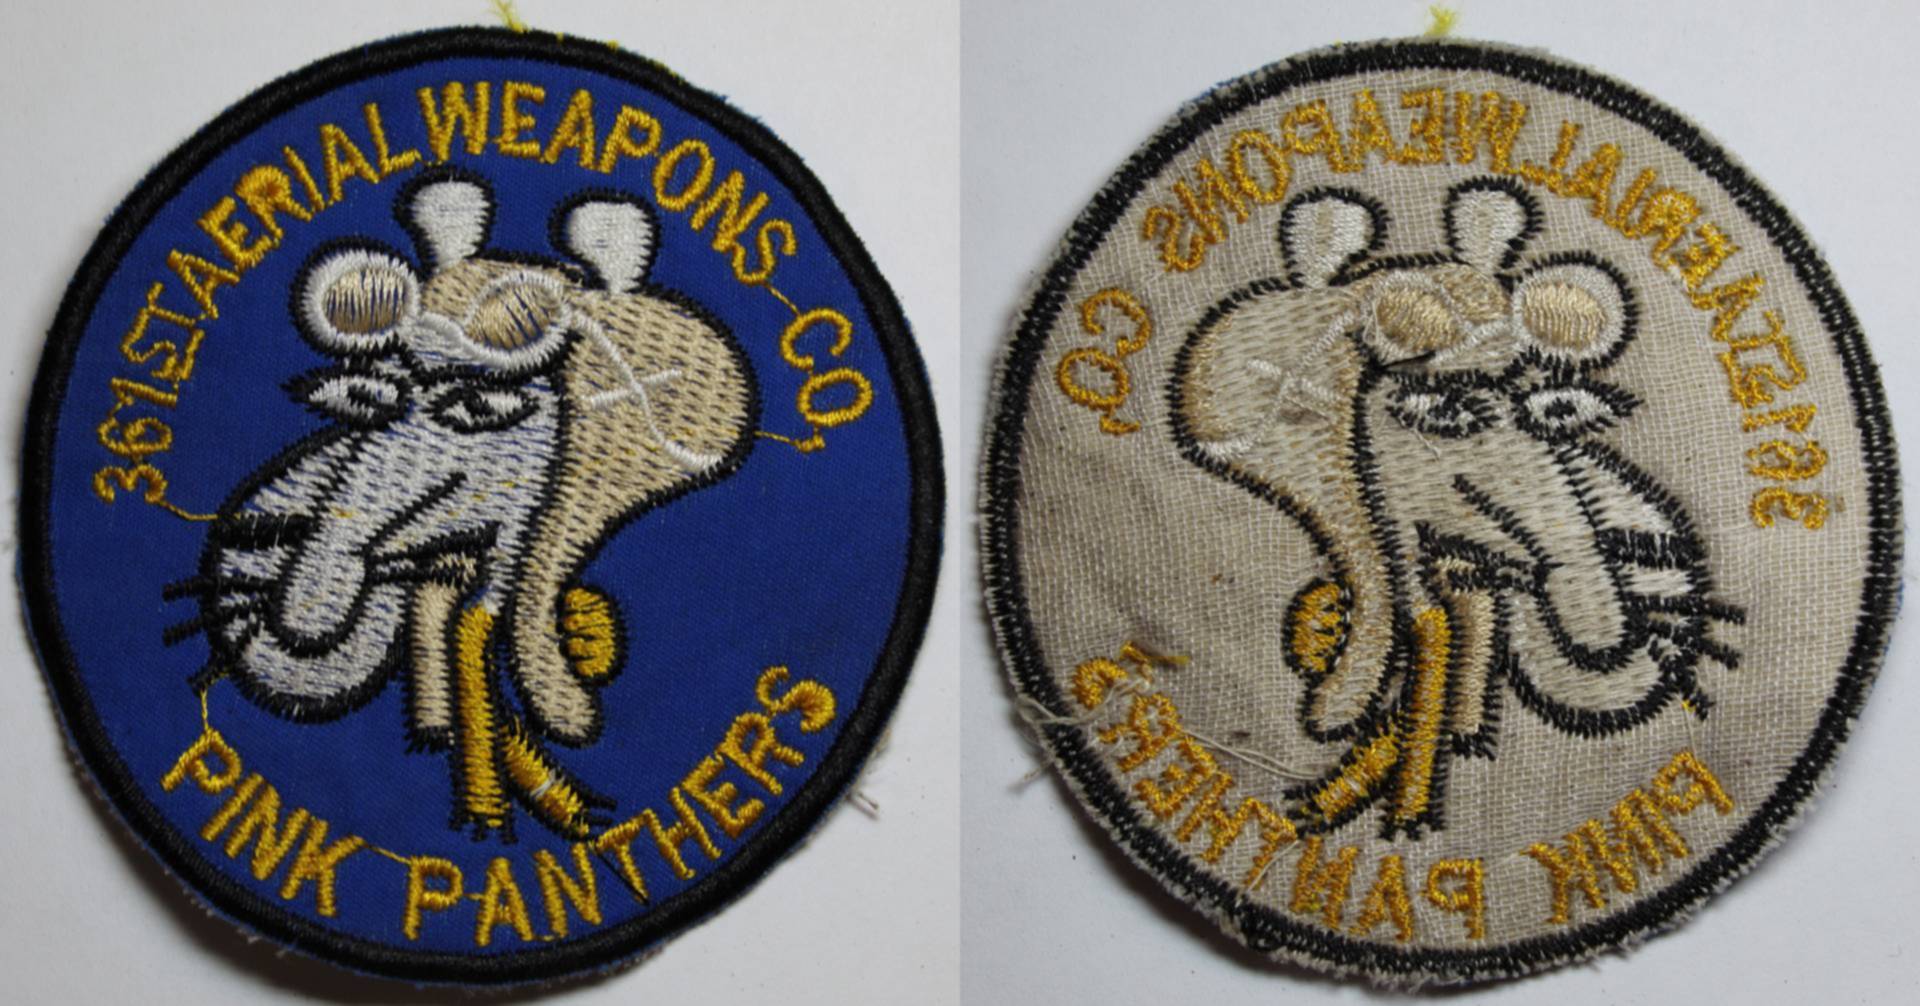 361ST AERIAL WEAPONS CO,
PINK PANTHERS
361ST AERIAL WEAPONS CO,
PINK PANTHERS